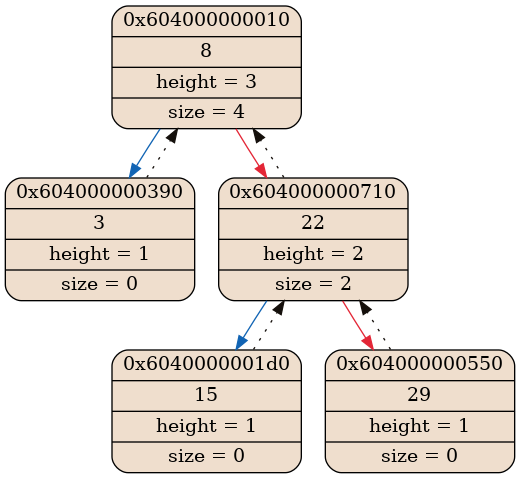 0x604000000010
8
height = 3
size = 4
0x604000000390
3
height = 1
size = 0
0x604000000710
22
height = 2
size = 2
0x6040000001d0
15
height = 1
size = 0
0x604000000550
29
height = 1
size = 0